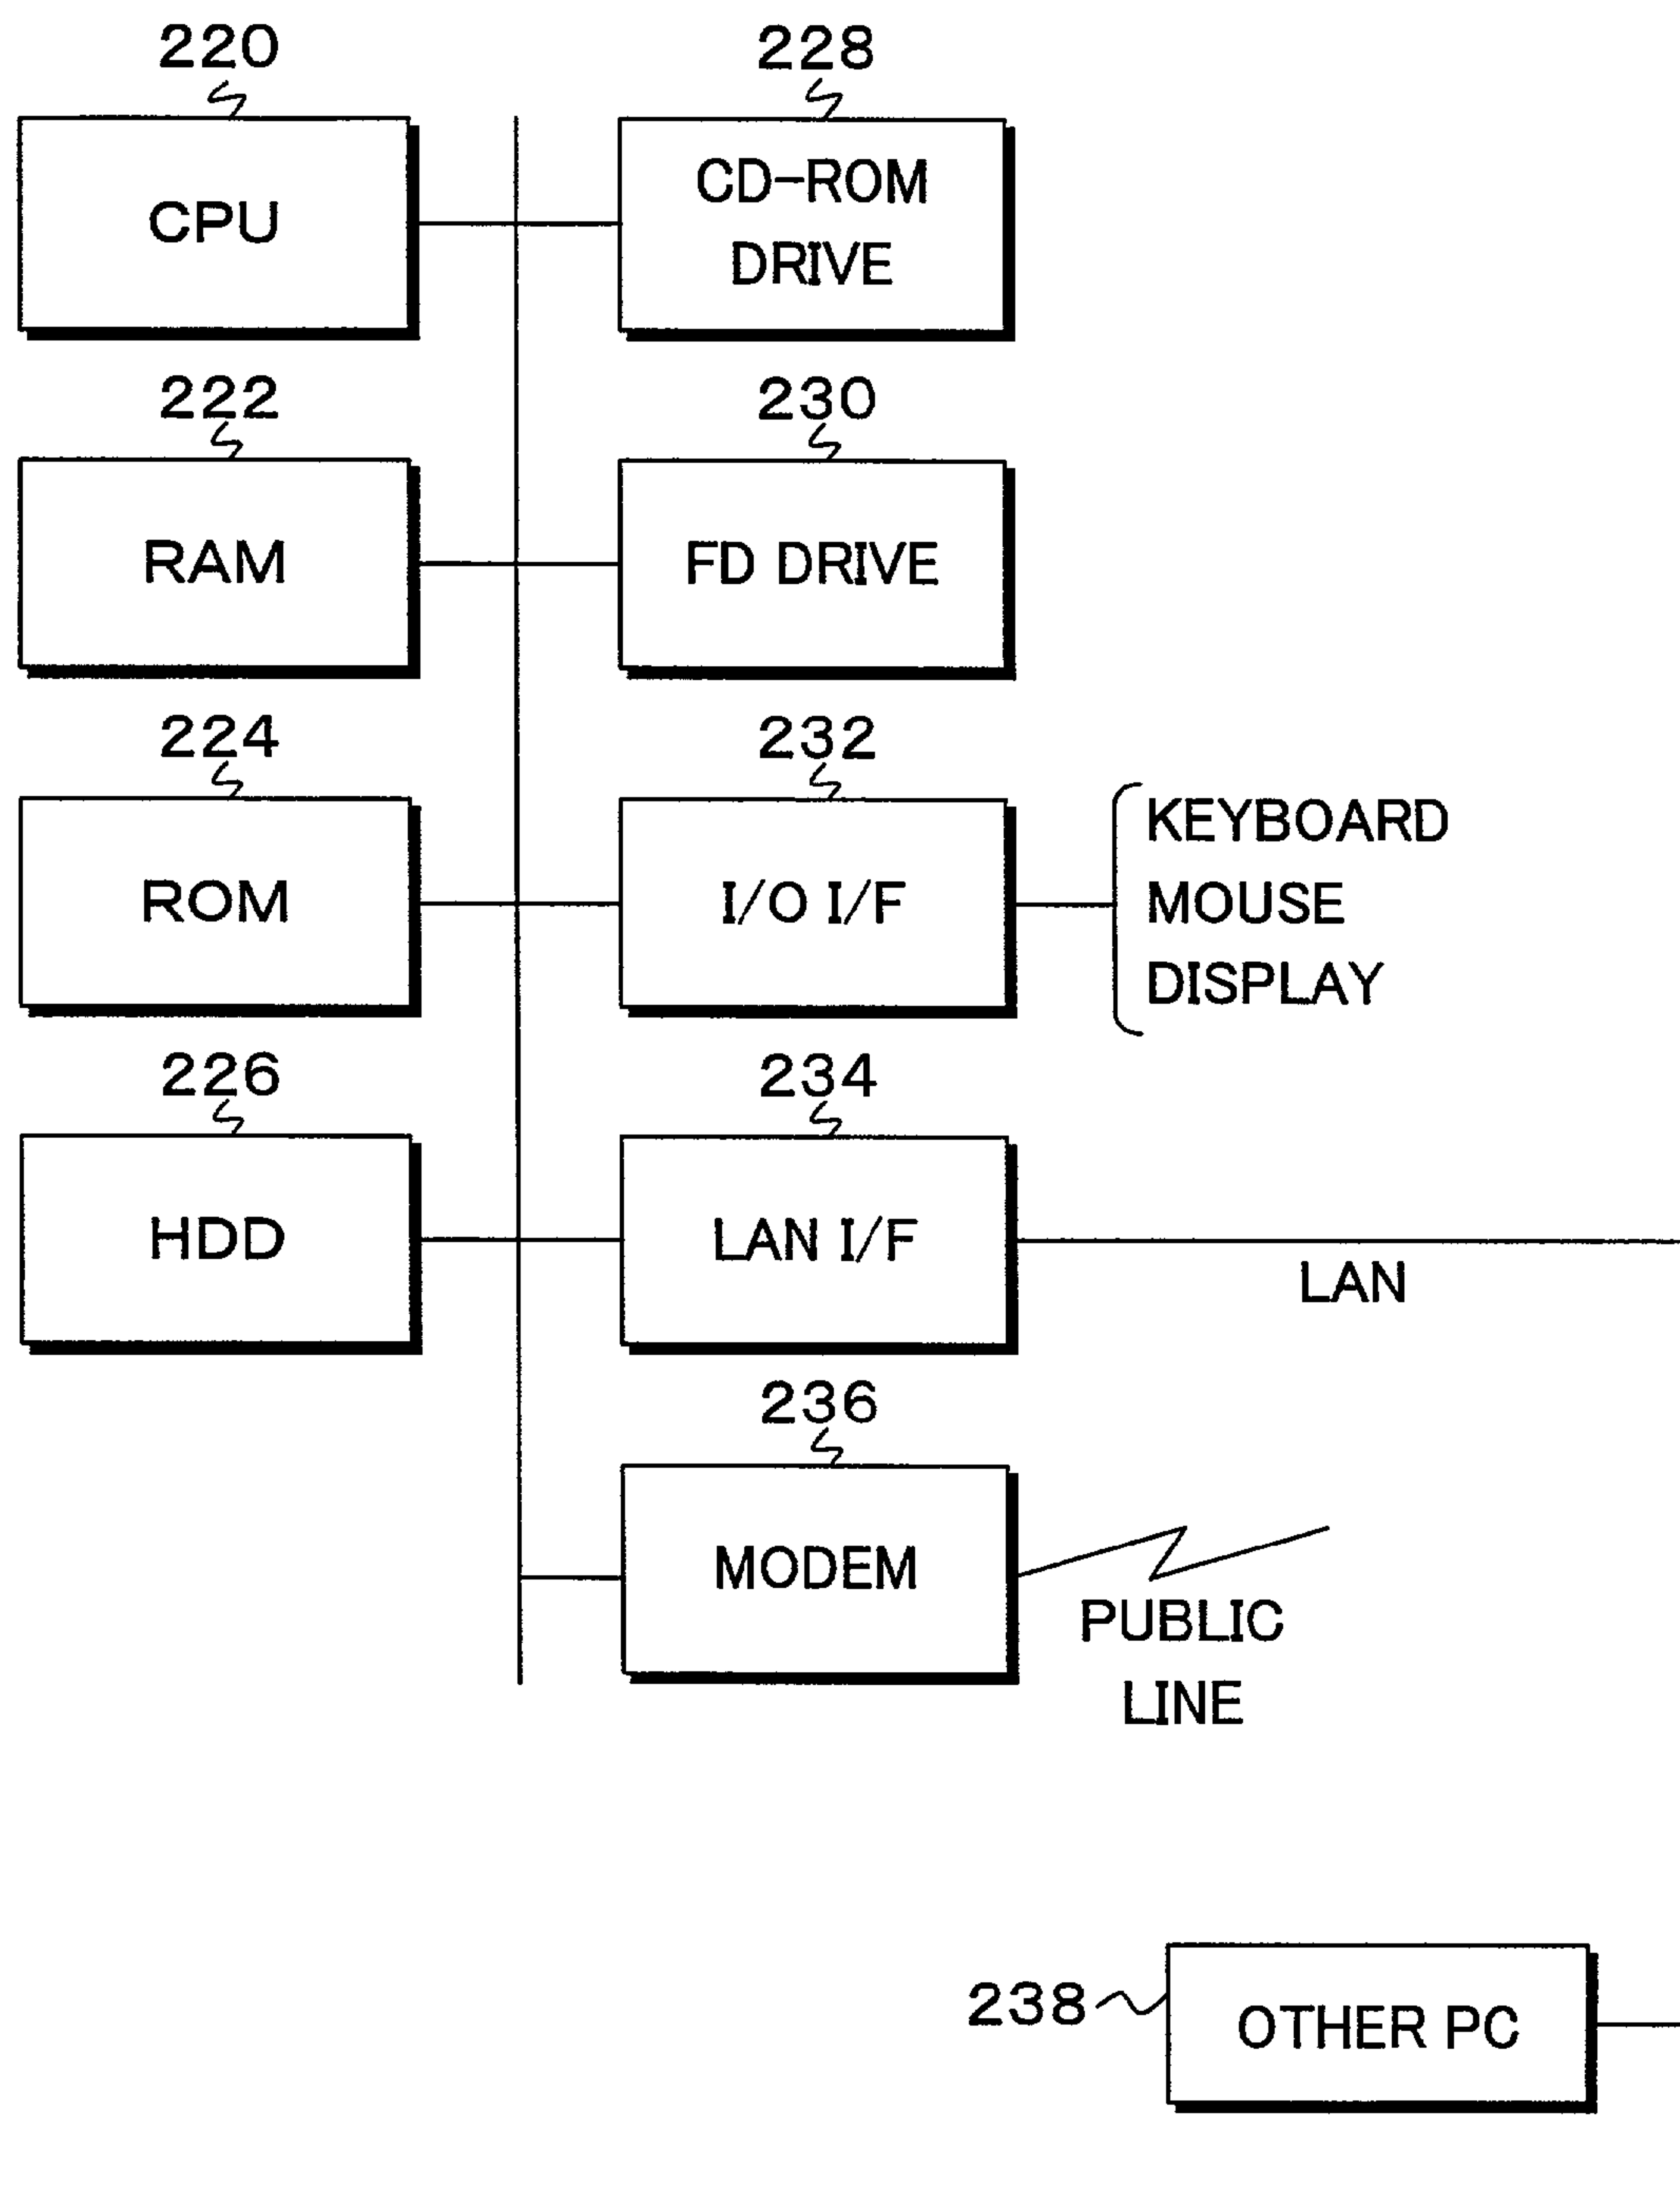 220
228
CPU
CD-ROM
DRIVE
222
230
RAM
FD DRIVE
224
232
ROM
I/O I/F
KEYBOARD
MOUSE
DISPLAY
226
234
HDD
LAN I/F
LAN
236
MODEM
PUBLIC
LINE
238
OTHER PC